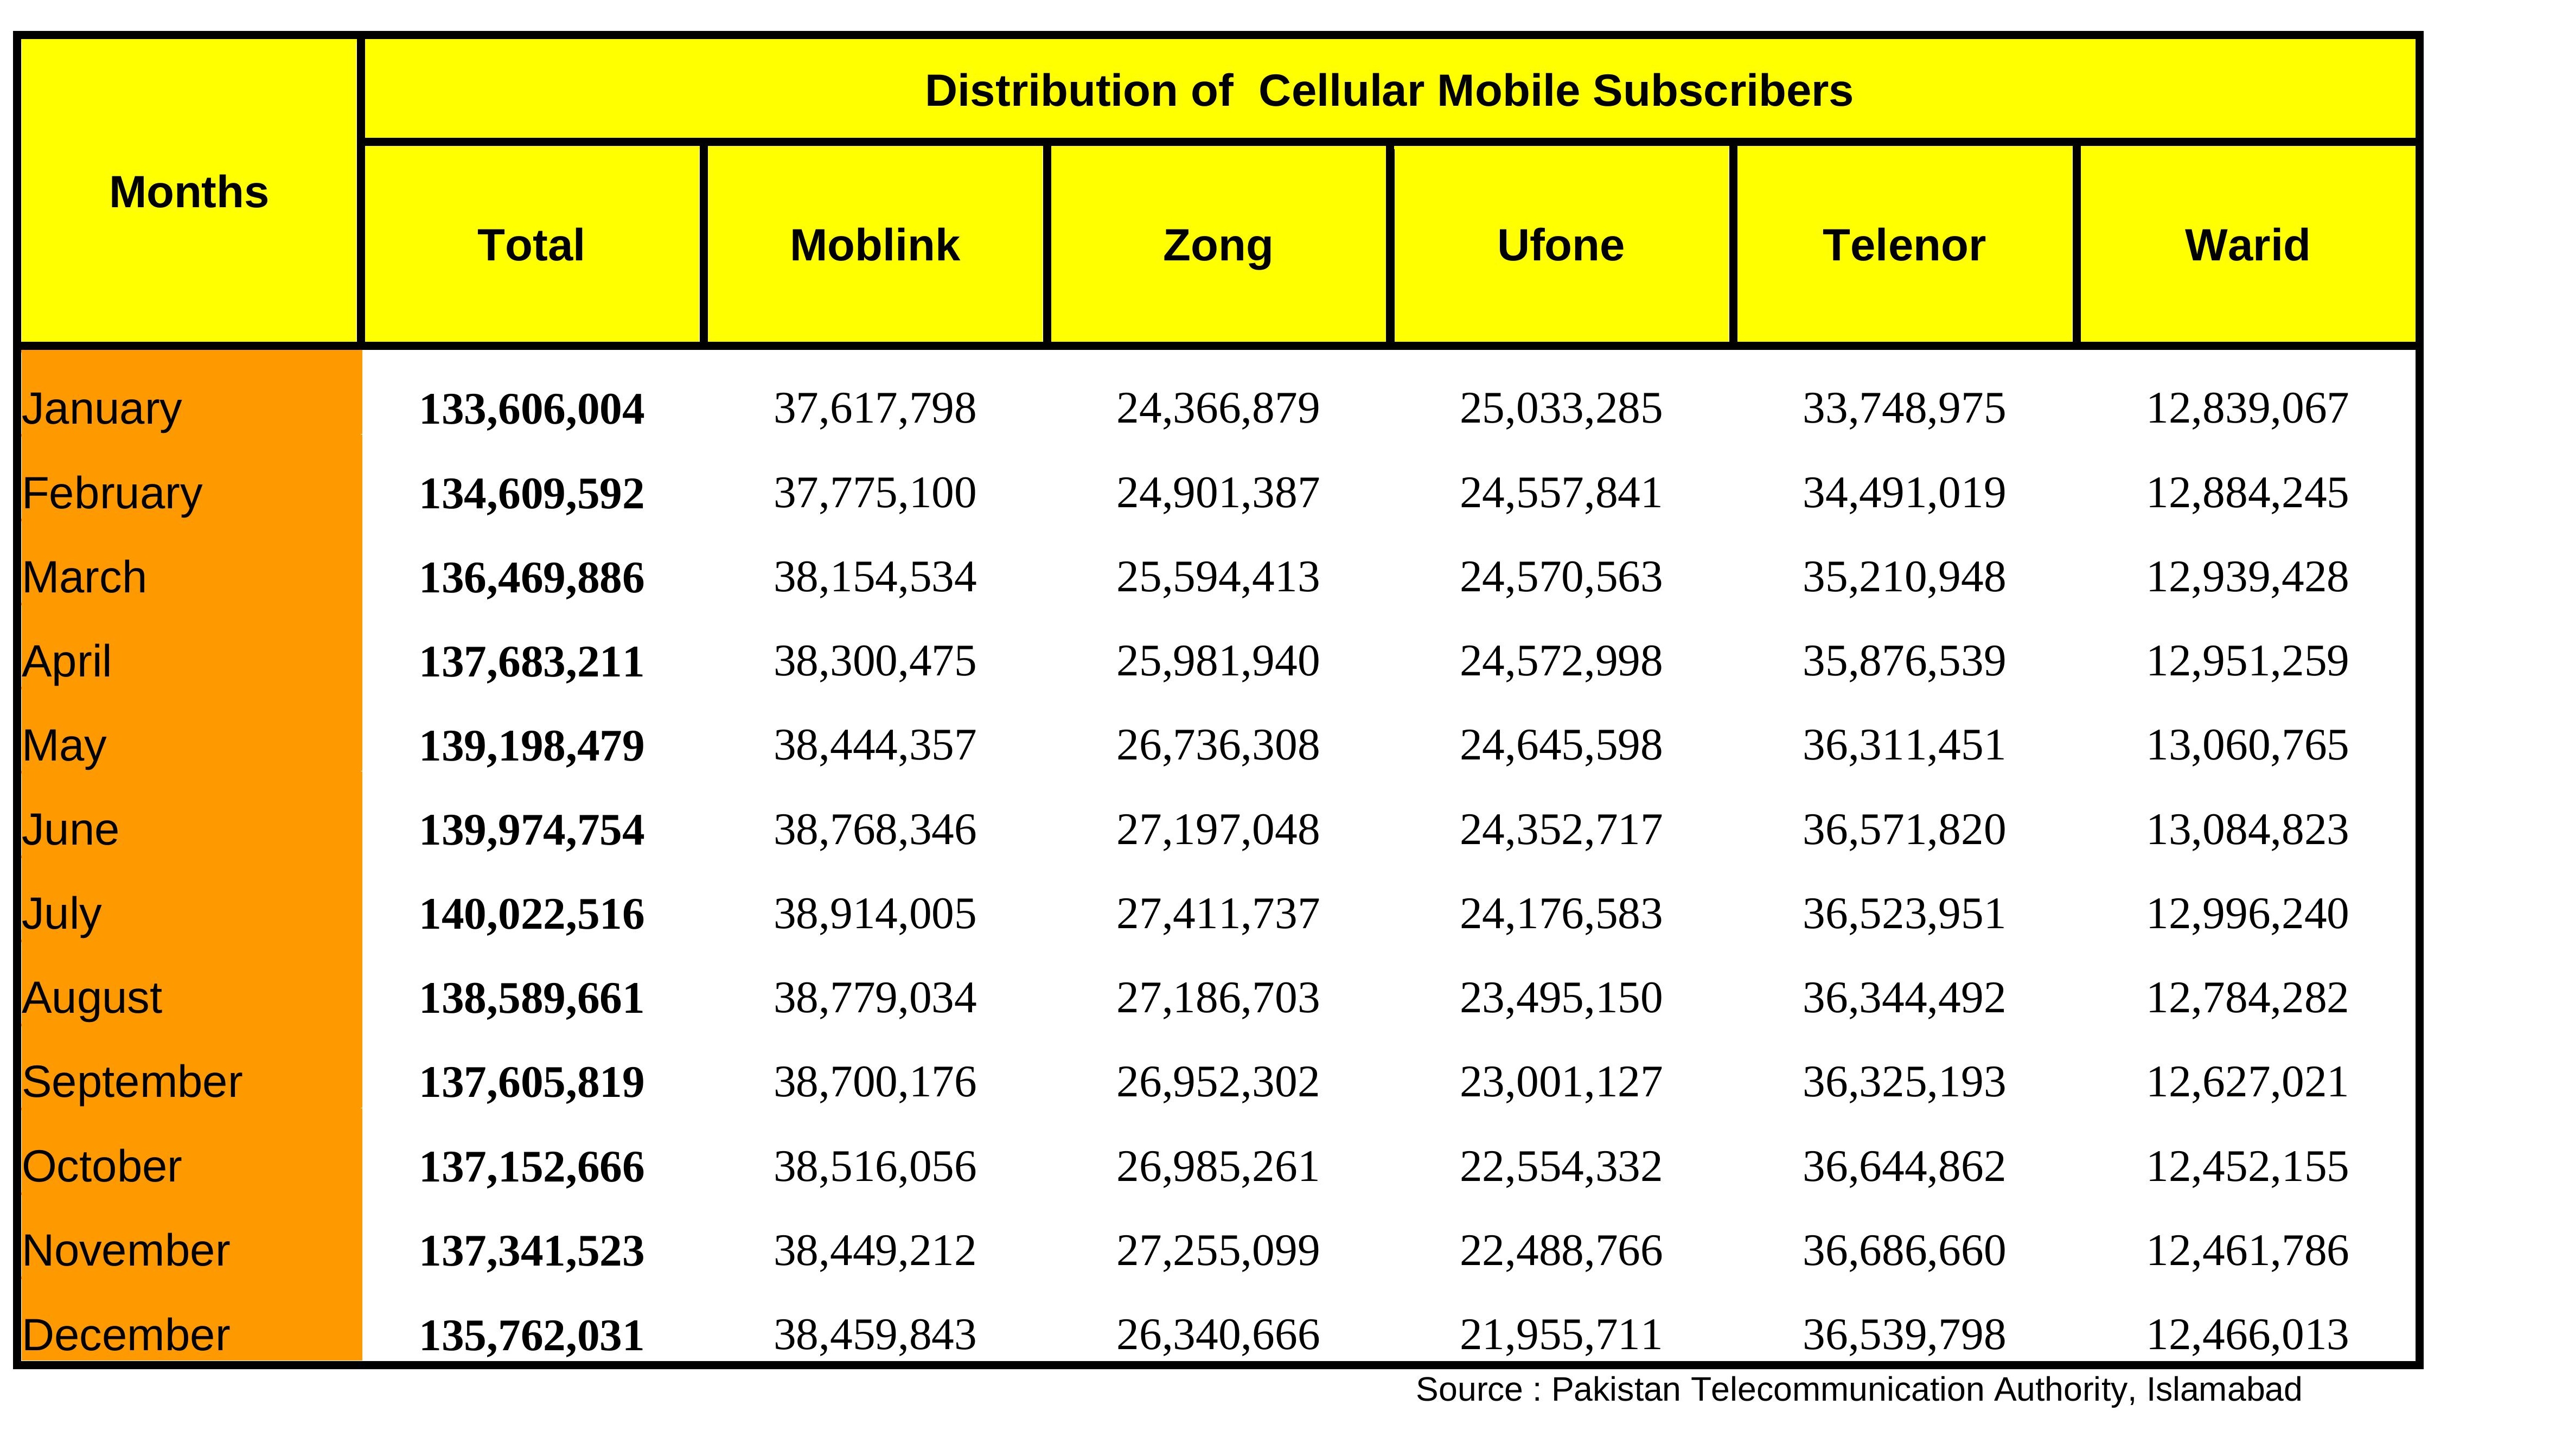 Distribution of  Cellular Mobile Subscribers
Months
Total Moblink Zong Ufone Telenor Warid
January 133,606,004 37,617,798 24,366,879 25,033,285 33,748,975 12,839,067
February 134,609,592 37,775,100 24,901,387 24,557,841 34,491,019 12,884,245
March 136,469,886 38,154,534 25,594,413 24,570,563 35,210,948 12,939,428
April 137,683,211 38,300,475 25,981,940 24,572,998 35,876,539 12,951,259
May 139,198,479 38,444,357 26,736,308 24,645,598 36,311,451 13,060,765
June 139,974,754 38,768,346 27,197,048 24,352,717 36,571,820 13,084,823
July 140,022,516 38,914,005 27,411,737 24,176,583 36,523,951 12,996,240
August 138,589,661 38,779,034 27,186,703 23,495,150 36,344,492 12,784,282
September 137,605,819 38,700,176 26,952,302 23,001,127 36,325,193 12,627,021
October 137,152,666 38,516,056 26,985,261 22,554,332 36,644,862 12,452,155
November 137,341,523 38,449,212 27,255,099 22,488,766 36,686,660 12,461,786
December 135,762,031 38,459,843 26,340,666 21,955,711 36,539,798 12,466,013
Source : Pakistan Telecommunication Authority, Islamabad